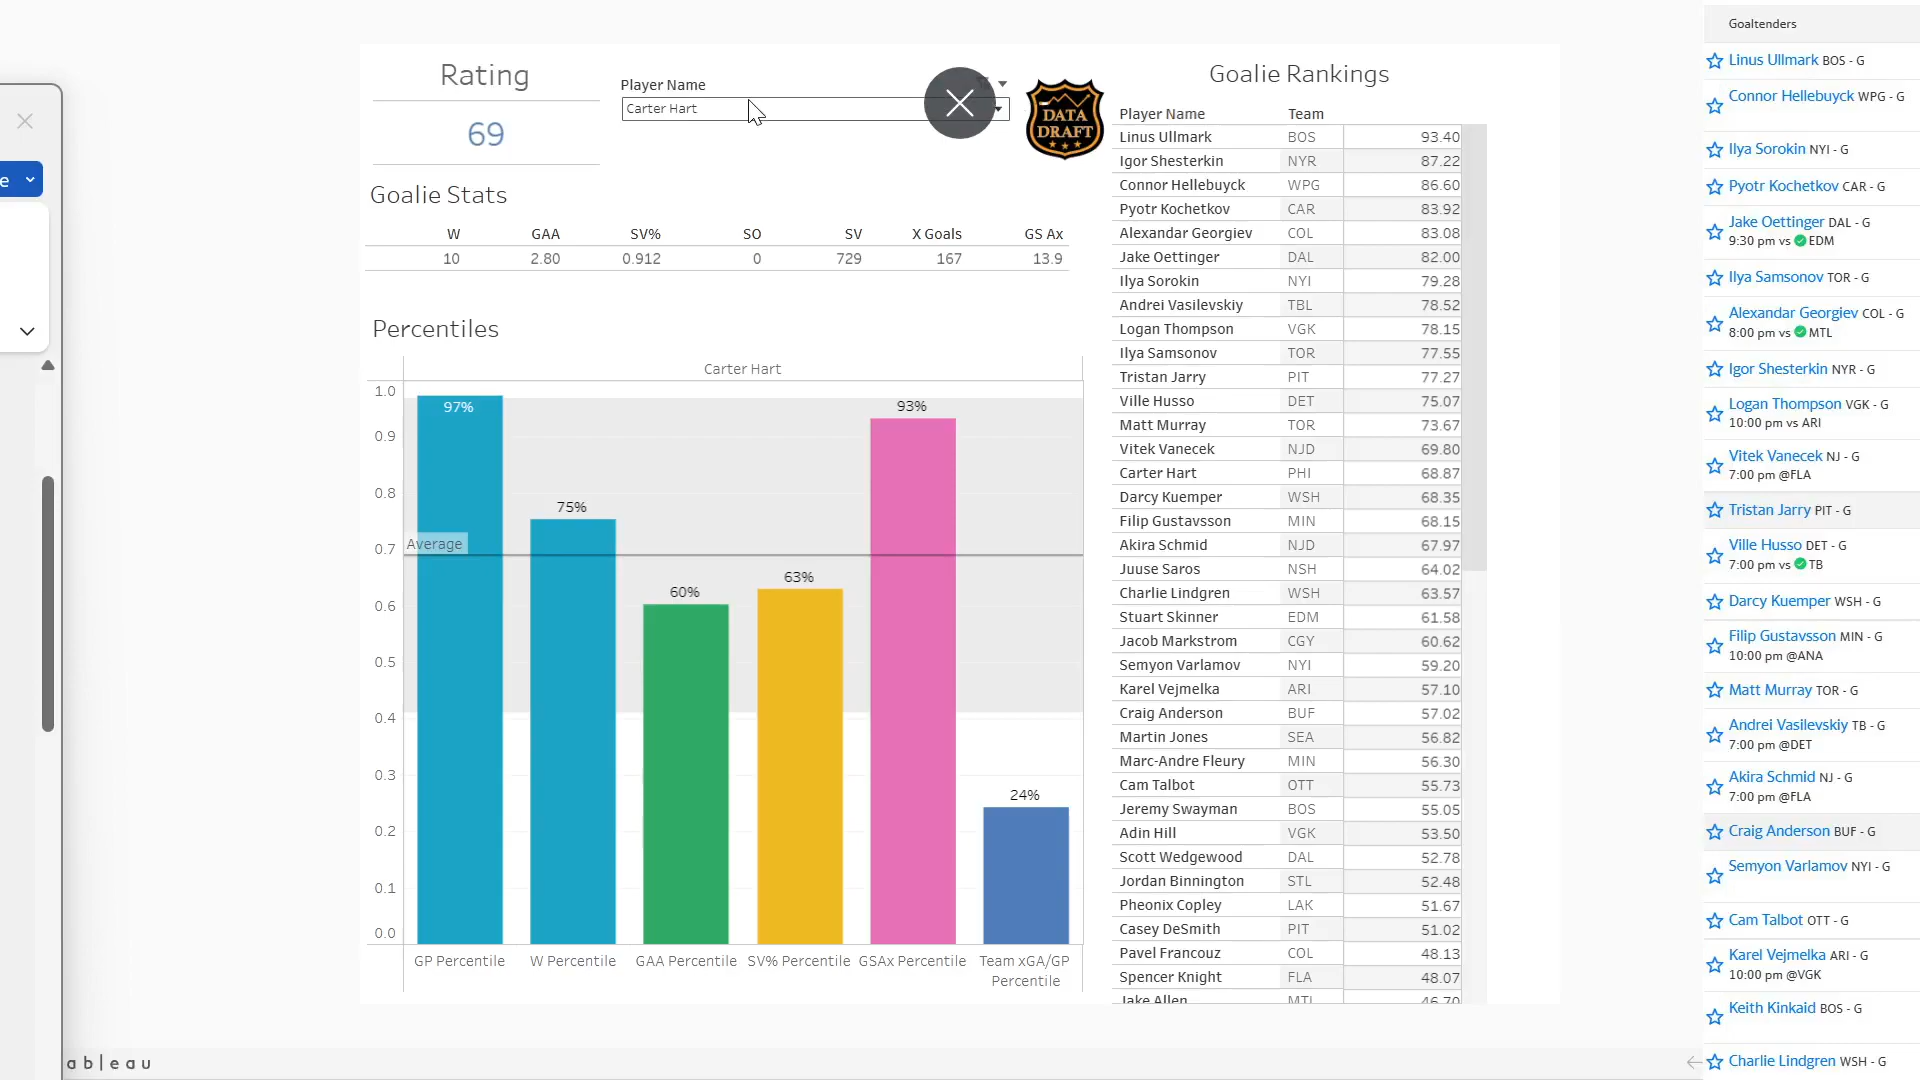 e
Rating
69
Player Name
Carter Hart
DATA
DRAFT
Goalie Stats
W GAA SV% SO SV X Goals GS Ax
10 2.80 0.912 0 729 167 13.9
Percentiles
Carter Hart
1.0
0.9
0.8
0.7
0.6
0.5
0.4
0.3
0.2
0.1
0.0
Average
97%
75%
60%
63%
93%
24%
GP Percentile W Percentile GAA Percentile SV% Percentile GSAx Percentile Team xGA/GP
Percentile
Goalie Rankings
Player Name Team
Linus Ullmark BOS 93.40
Igor Shesterkin NYR 87.22
Connor Hellebuyck WPG 86.60
Pyotr Kochetkov CAR 83.92
Alexandar Georgiev COL 83.08
Jake Oettinger DAL 82.00
Ilya Sorokin NYI 79.28
Andrei Vasilevskiy TBL 78.52
Logan Thompson VGK 78.15
Ilya Samsonov TOR 77.55
Tristan Jarry PIT 77.27
Ville Husso DET 75.07
Matt Murray TOR 73.67
Vitek Vanecek NJD 69.80
Carter Hart PHI 68.87
Darcy Kuemper WSH 68.35
Filip Gustavsson MIN 68.15
Akira Schmid NJD 67.97
Juuse Saros NSH 64.02
Charlie Lindgren WSH 63.57
Stuart Skinner EDM 61.58
Jacob Markstrom CGY 60.62
Semyon Varlamov NYI 59.20
Karel Vejmelka ARI 57.10
Craig Anderson BUF 57.02
Martin Jones SEA 56.82
Marc-Andre Fleury MIN 56.30
Cam Talbot OTT 55.73
Jeremy Swayman BOS 55.05
Adin Hill VGK 53.50
Scott Wedgewood DAL 52.78
Jordan Binnington STL 52.48
Pheonix Copley LAK 51.67
Casey DeSmith PIT 51.02
Pavel Francouz COL 48.13
Spencer Knight FLA 48.07
Jake Allen MTL 46.70
Goaltenders
Linus Ullmark BOS - G
Connor Hellebuyck WPG - G
Ilya Sorokin NYI - G
Pyotr Kochetkov CAR - G
Jake Oettinger DAL - G
9:30 pm vs EDM
Ilya Samsonov TOR - G
Alexandar Georgiev COL - G
8:00 pm vs MTL
Igor Shesterkin NYR - G
Logan Thompson VGK - G
10:00 pm vs ARI
Vitek Vanecek NJ - G
7:00 pm @FLA
Tristan Jarry PIT - G
Ville Husso DET - G
7:00 pm vs TB
Darcy Kuemper WSH - G
Filip Gustavsson MIN - G
10:00 pm @ANA
Matt Murray TOR - G
Andrei Vasilevskiy TB - G
7:00 pm @DET
Akira Schmid NJ - G
7:00 pm @FLA
Craig Anderson BUF - G
Semyon Varlamov NYI - G
Cam Talbot OTT - G
Karel Vejmelka ARI - G
10:00 pm @VGK
Keith Kinkaid BOS - G
Charlie Lindgren WSH - G
ableau